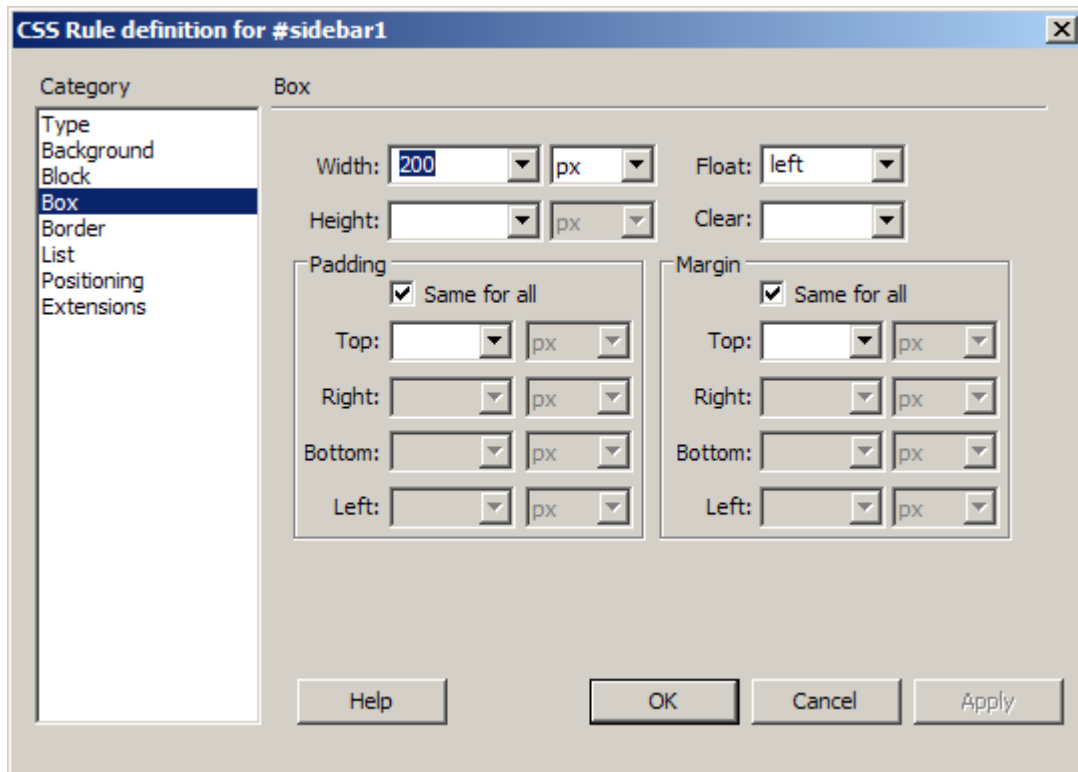 CSS Rule definition for #sidebar1
Category
Type
Background
Block
Box
Border
List
Positioning
Extensions
Box
Width: 200 px Float: left
Height: px Clear:
Padding
Same for all
Top: px
Right: px
Bottom: px
Left: px
Margin
Same for all
Top: px
Right: px
Bottom: px
Left: px
Help OK Cancel Apply